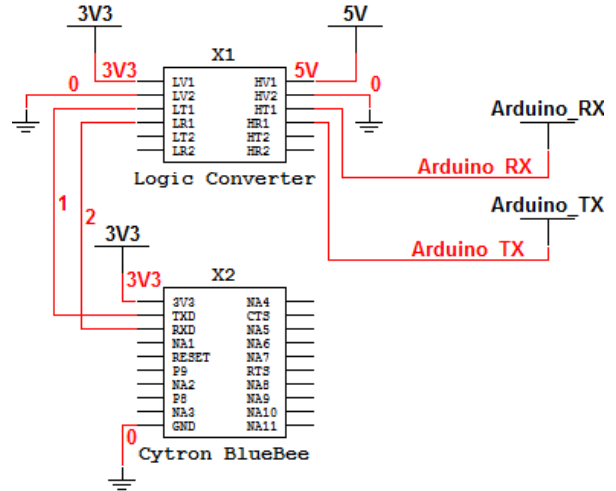 3V3
5V
X1
3V3
5V
0
0
LV1 HV1
LV2 HV2
LT1 HT1
LR1 HR1
LT2 HT2
LR2 HR2
Logic Converter
Arduino_RX
Arduino_RX
Arduino_TX
Arduino_TX
1
2
3V3
X2
3V3
3V3 NA4
TXD CTS
RXD NA5
NA1 NA6
RESET NA7
P9 RTS
NA2 NA8
P8 NA9
NA3 NA10
GND NA11
0
Cytron BlueBee